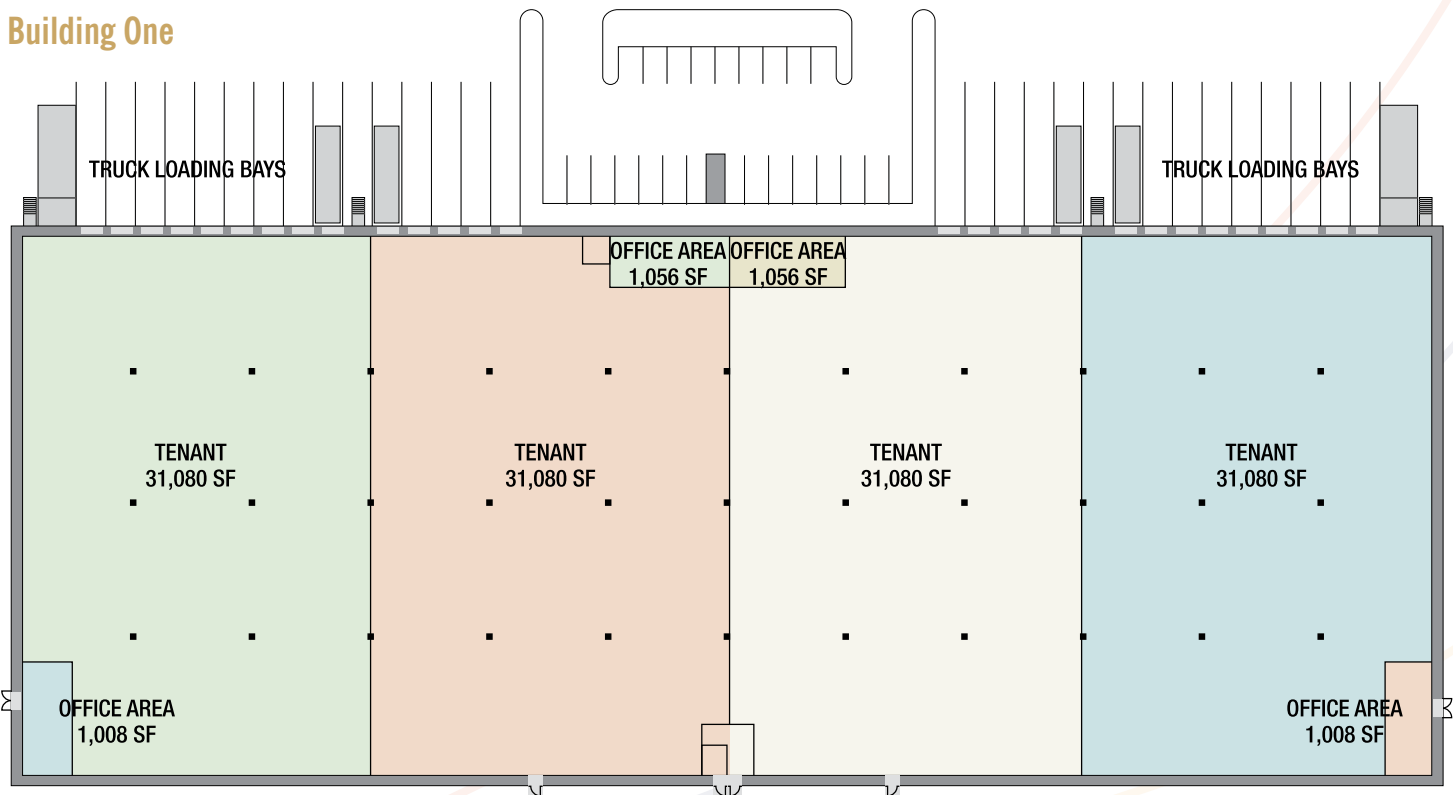 Building One
TRUCK LOADING BAYS
TRUCK LOADING BAYS
OFFICE AREA
1,056 SF
OFFICE AREA
1,056 SF
TENANT
31,080 SF
TENANT
31,080 SF
TENANT
31,080 SF
TENANT
31,080 SF
OFFICE AREA
1,008 SF
OFFICE AREA
1,008 SF